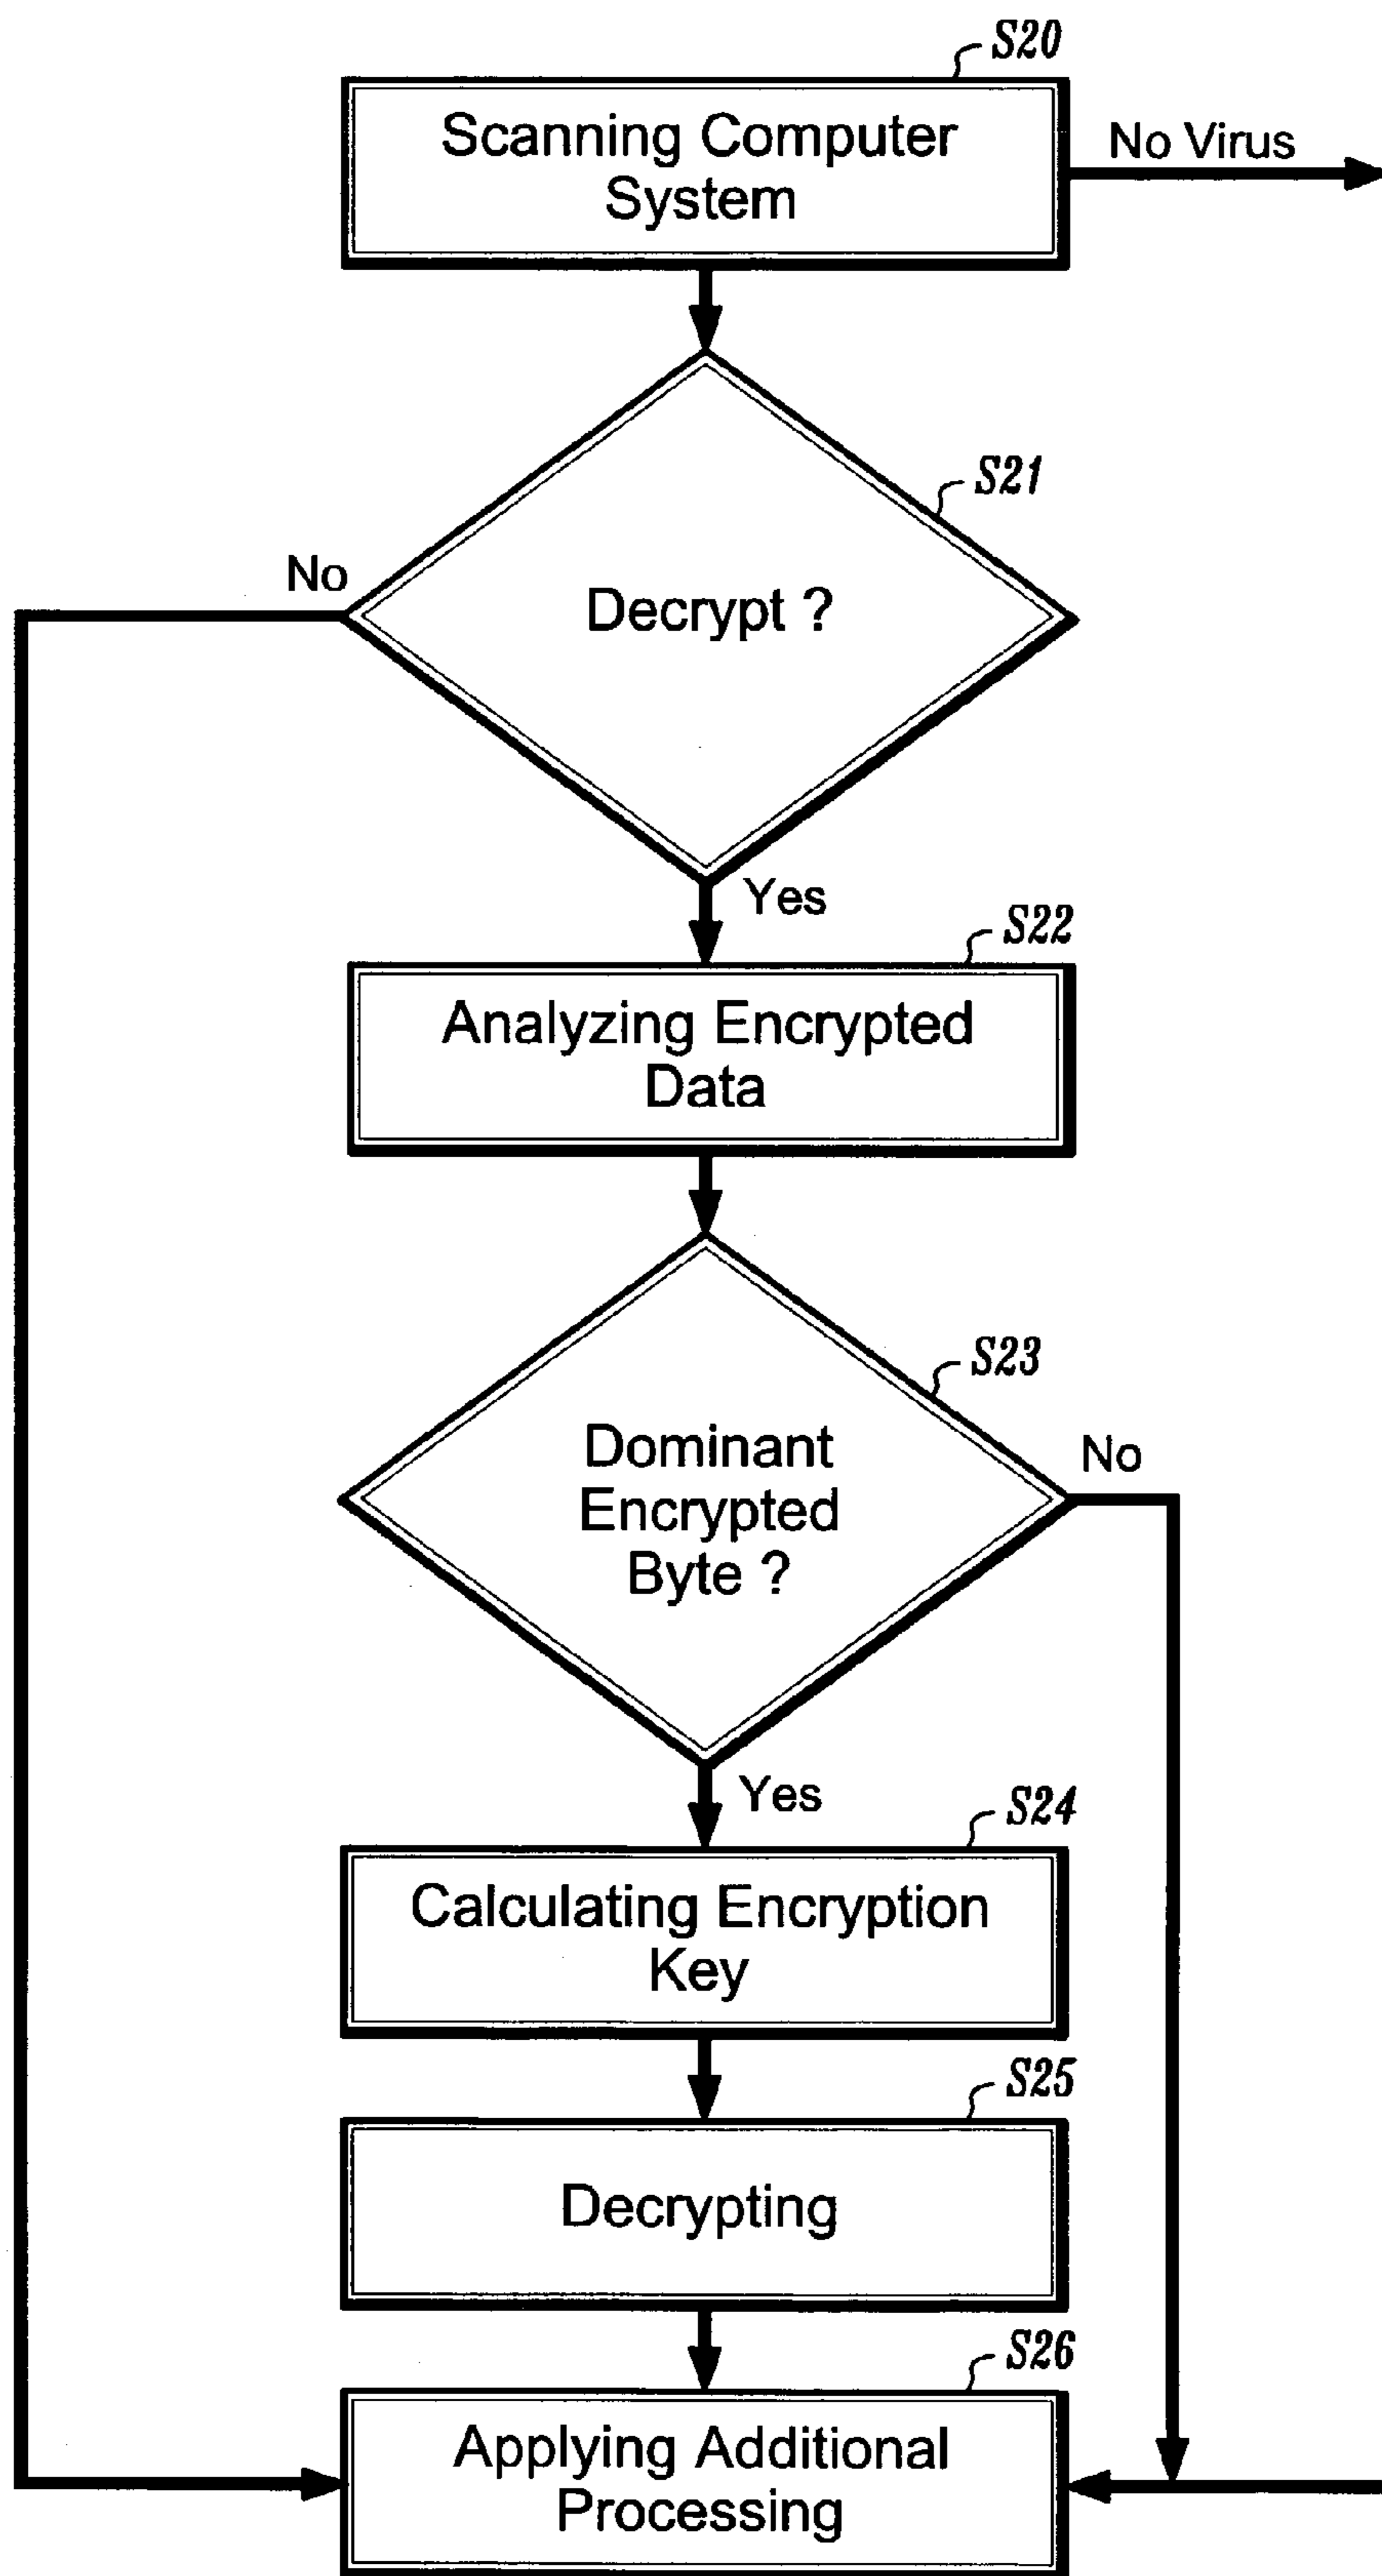 S20
Scanning Computer
System
No Virus
S21
No
Decrypt ?
Yes
S22
Analyzing Encrypted
Data
S23
Dominant
Encrypted
Byte ?
No
Yes
S24
Calculating Encryption
Key
S25
Decrypting
S26
Applying Additional
Processing